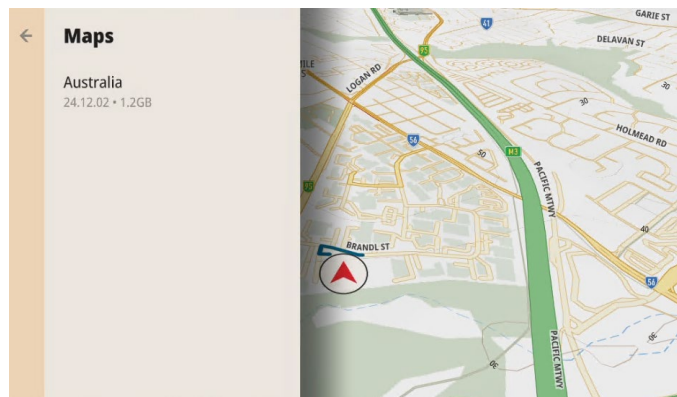 Maps
Australia
24.12.02 • 1.2GB
41
GARIE ST
DELAVAN ST
95
LOGAN RD
30
30
HOLMEAD RD
56
50
M3
PACIFIC MTWY
95
40
BRANDL ST
56
PACIFIC MTWY